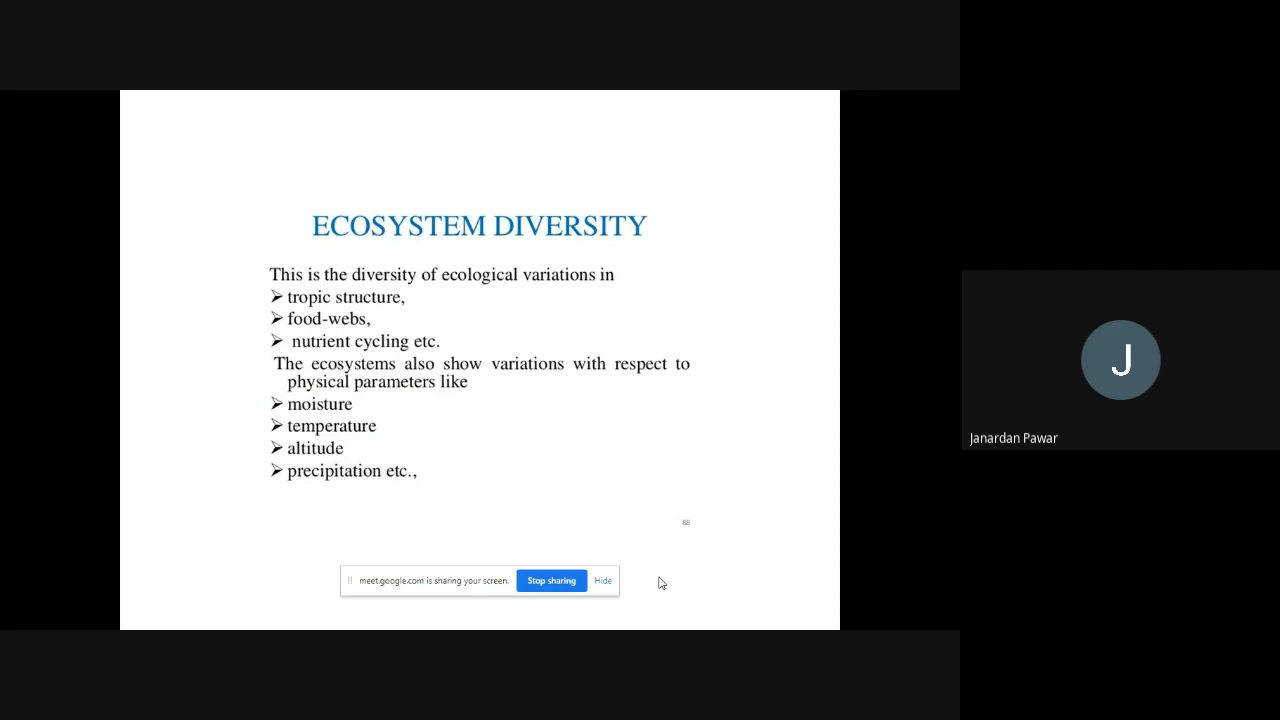 ECOSYSTEM DIVERSITY
This is the diversity of ecological variations in
➢ tropic structure,
➢ food-webs,
➢ nutrient cycling etc.
The ecosystems also show variations with respect to
physical parameters like
➢ moisture
➢ temperature
➢ altitude
➢ precipitation etc.,
meet.google.com is sharing your screen.
Stop sharing
Hide
J
Janardan Pawar